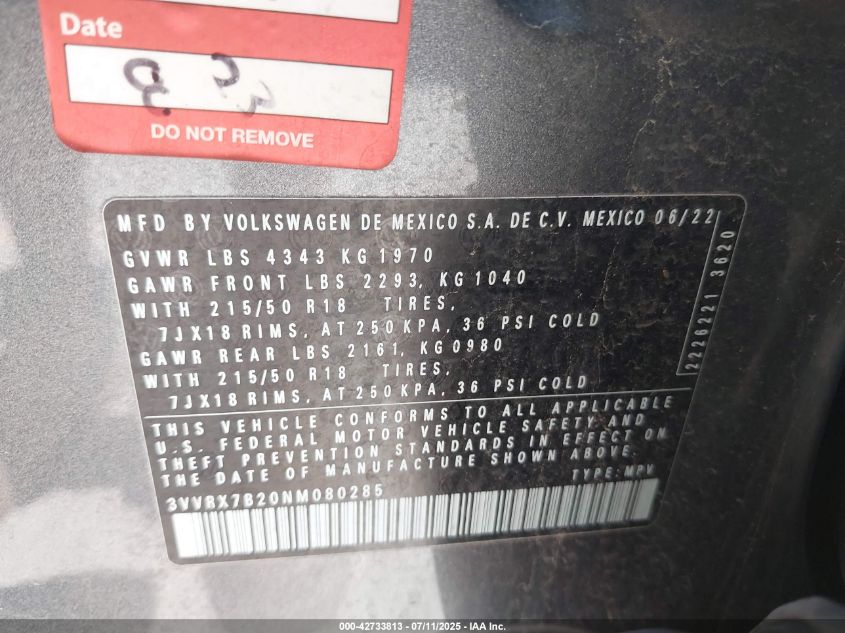 Date
DO NOT REMOVE
MFD BY VOLKSWAGEN DE MEXICO S.A. DE C.V. MEXICO 06/22
GVWR LBS 4343 KG 1970
GAWR FRONT LBS 2293, KG 1040
WITH 215/50 R18 TIRES,
7JX18 RIMS, AT 250 KPA, 36 PSI COLD
GAWR REAR LBS 2161, KG0980
WITH 215/50 R18 TIRES,
7JX18 RIMS, AT 250 KPA, 36 PSI COLD
2226221 3620
THIS VEHICLE CONFORMS TO ALL APPLICABLE
U.S. FEDERAL MOTOR VEHICLE SAFETY AND
THEFT PREVENTION STANDARDS IN EFFECT ON
THE DATE OF MANUFACTURE SHOWN ABOVE.
TYPE: MPV
3VVRX7B20NM080285
000-42733813 - 07/11/2025 - IAA Inc.